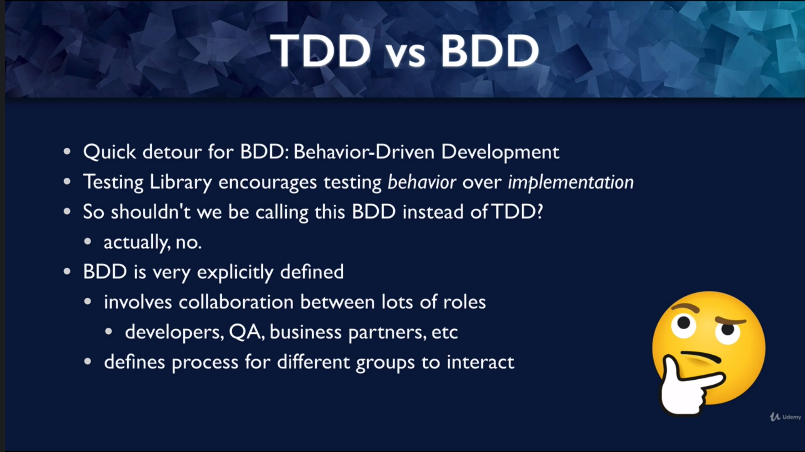 TDD vs BDD
• Quick detour for BDD: Behavior-Driven Development
• Testing Library encourages testing behavior over implementation
• So shouldn't we be calling this BDD instead of TDD?
• actually, no.
• BDD is very explicitly defined
• involves collaboration between lots of roles
• developers, QA, business partners, etc
• defines process for different groups to interact
Udemy